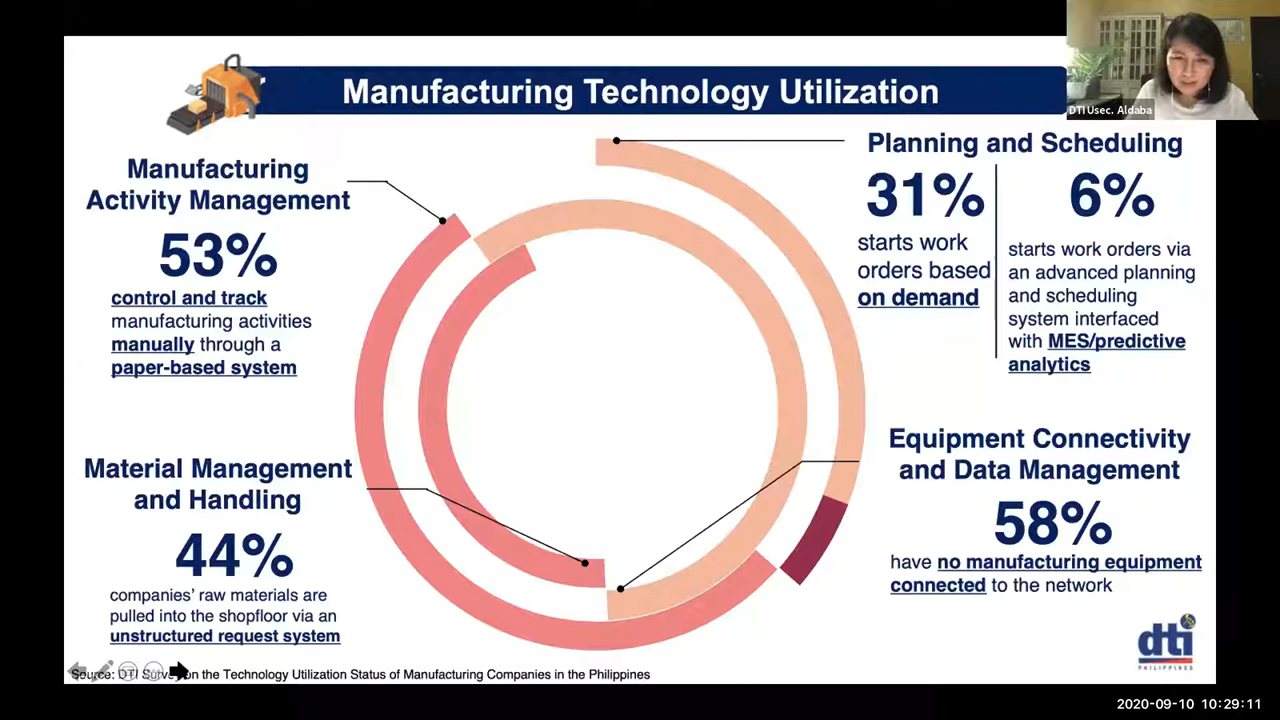 Manufacturing Technology Utilization
DTI Usec. Aldaba
Manufacturing
Activity Management
53%
control and track
manufacturing activities
manually through a
paper-based system
Planning and Scheduling
31%
starts work
orders based
on demand
6%
starts work orders via
an advanced planning
and scheduling
system interfaced
with MES/predictive
analytics
Material Management
and Handling
44%
companies' raw materials are
pulled into the shopfloor via an
unstructured request system
Equipment Connectivity
and Data Management
58%
have no manufacturing equipment
connected to the network
dti
PHILIPPINES
Source: DTI Survey on the Technology Utilization Status of Manufacturing Companies in the Philippines
2020-09-10 10:29:11